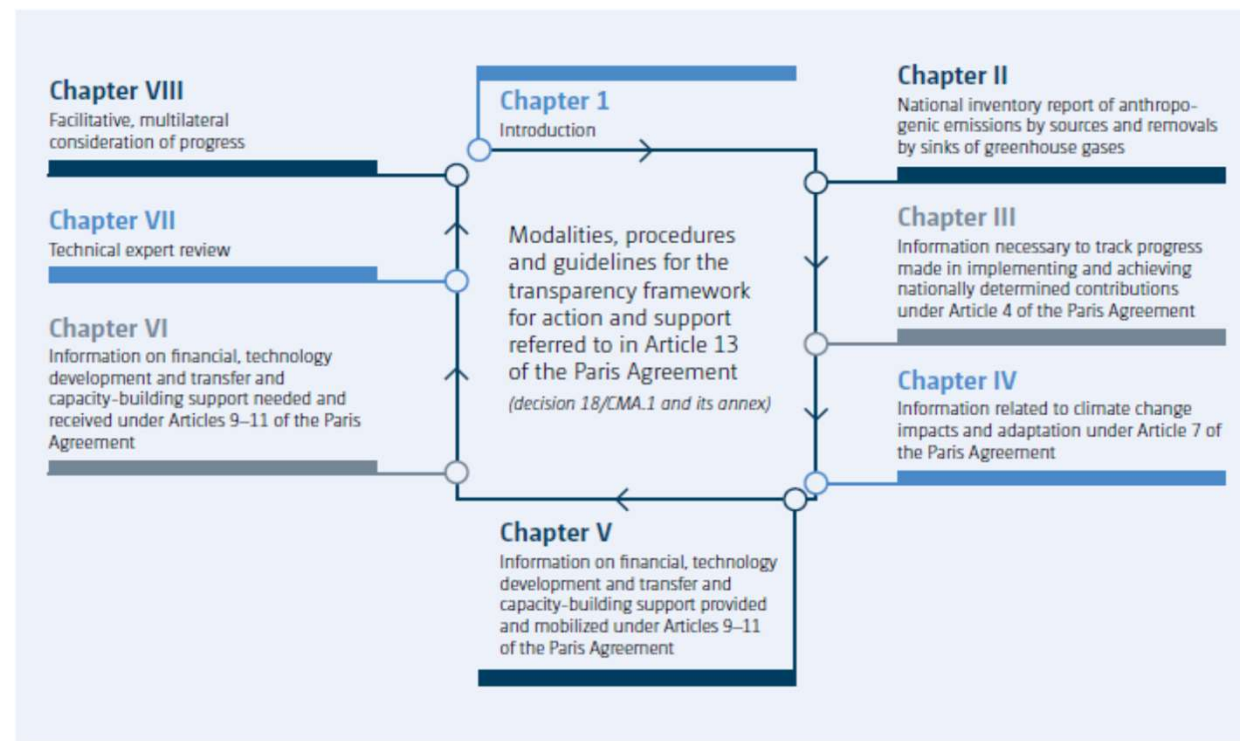 Chapter 1
Introduction
Chapter II
National inventory report of anthropo-
genic emissions by sources and removals
by sinks of greenhouse gases
Chapter III
Information necessary to track progress
made in implementing and achieving
nationally determined contributions
under Article 4 of the Paris Agreement
Chapter IV
Information related to climate change
impacts and adaptation under Article 7 of
the Paris Agreement
Chapter V
Information on financial, technology
development and transfer and
capacity-building support provided
and mobilized under Articles 9–11
of the Paris Agreement
Chapter VI
Information on financial, technology
development and transfer and
capacity-building support needed and
received under Articles 9–11 of the Paris
Agreement
Chapter VII
Technical expert review
Chapter VIII
Facilitative, multilateral
consideration of progress
Modalities, procedures
and guidelines for the
transparency framework
for action and support
referred to in Article 13
of the Paris Agreement
(decision 18/CMA.1 and its annex)